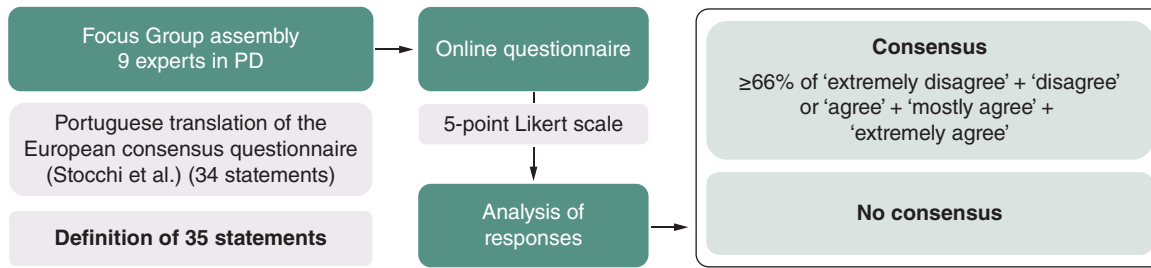 Focus Group assembly
9 experts in PD
Portuguese translation of the
European consensus questionnaire
(Stocchi et al.) (34 statements)
Definition of 35 statements
Online questionnaire
5-point Likert scale
Analysis of
responses
Consensus
≥66% of ‘extremely disagree’ + ‘disagree’
or ‘agree’ + ‘mostly agree’ +
‘extremely agree’
No consensus